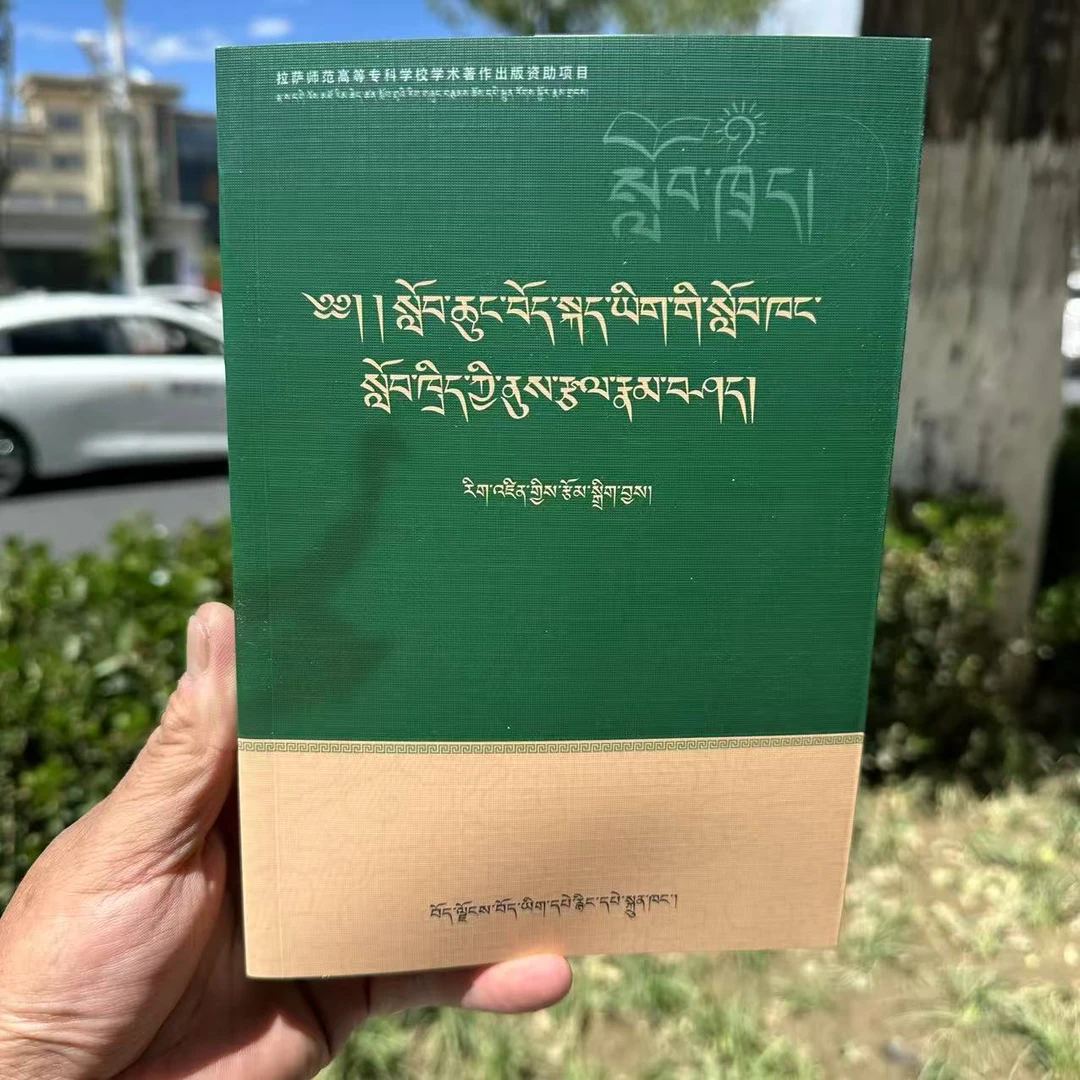 拉萨师范高等专科学校学术著作出版资助项目
སློབ་ཁྲིད།
༄༅། །སློབ་ཆུང་བོད་སྐད་ཡིག་གི་སློབ་ཁང་
སློབ་ཁྲིད་ཀྱི་ནུས་རྩལ་རྣམ་བཤད།
རིག་འཛིན་གྱིས་རྩོམ་སྒྲིག་བྱས།
བོད་ལྗོངས་བོད་ཡིག་དཔེ་རྙིང་དཔེ་སྐྲུན་ཁང་།